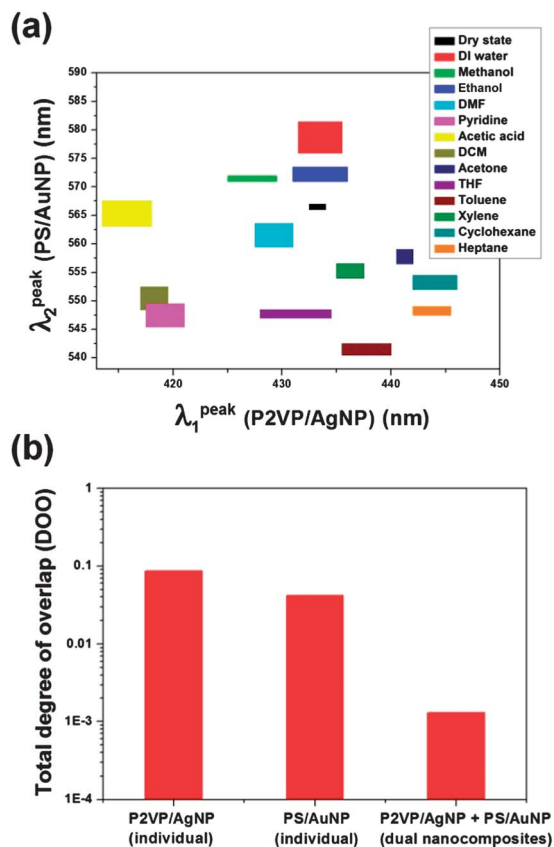 (a)
590
585
580
575
570
565
560
555
550
545
540
λ₂ᵖᵉᵃᵏ (PS/AuNP) (nm)
Dry state
DI water
Methanol
Ethanol
DMF
Pyridine
Acetic acid
DCM
Acetone
THF
Toluene
Xylene
Cyclohexane
Heptane
420
430
440
450
λ₁ᵖᵉᵃᵏ (P2VP/AgNP) (nm)
(b)
Total degree of overlap (DOO)
1
0.1
0.01
1E-3
1E-4
P2VP/AgNP
(individual)
PS/AuNP
(individual)
P2VP/AgNP + PS/AuNP
(dual nanocomposites)